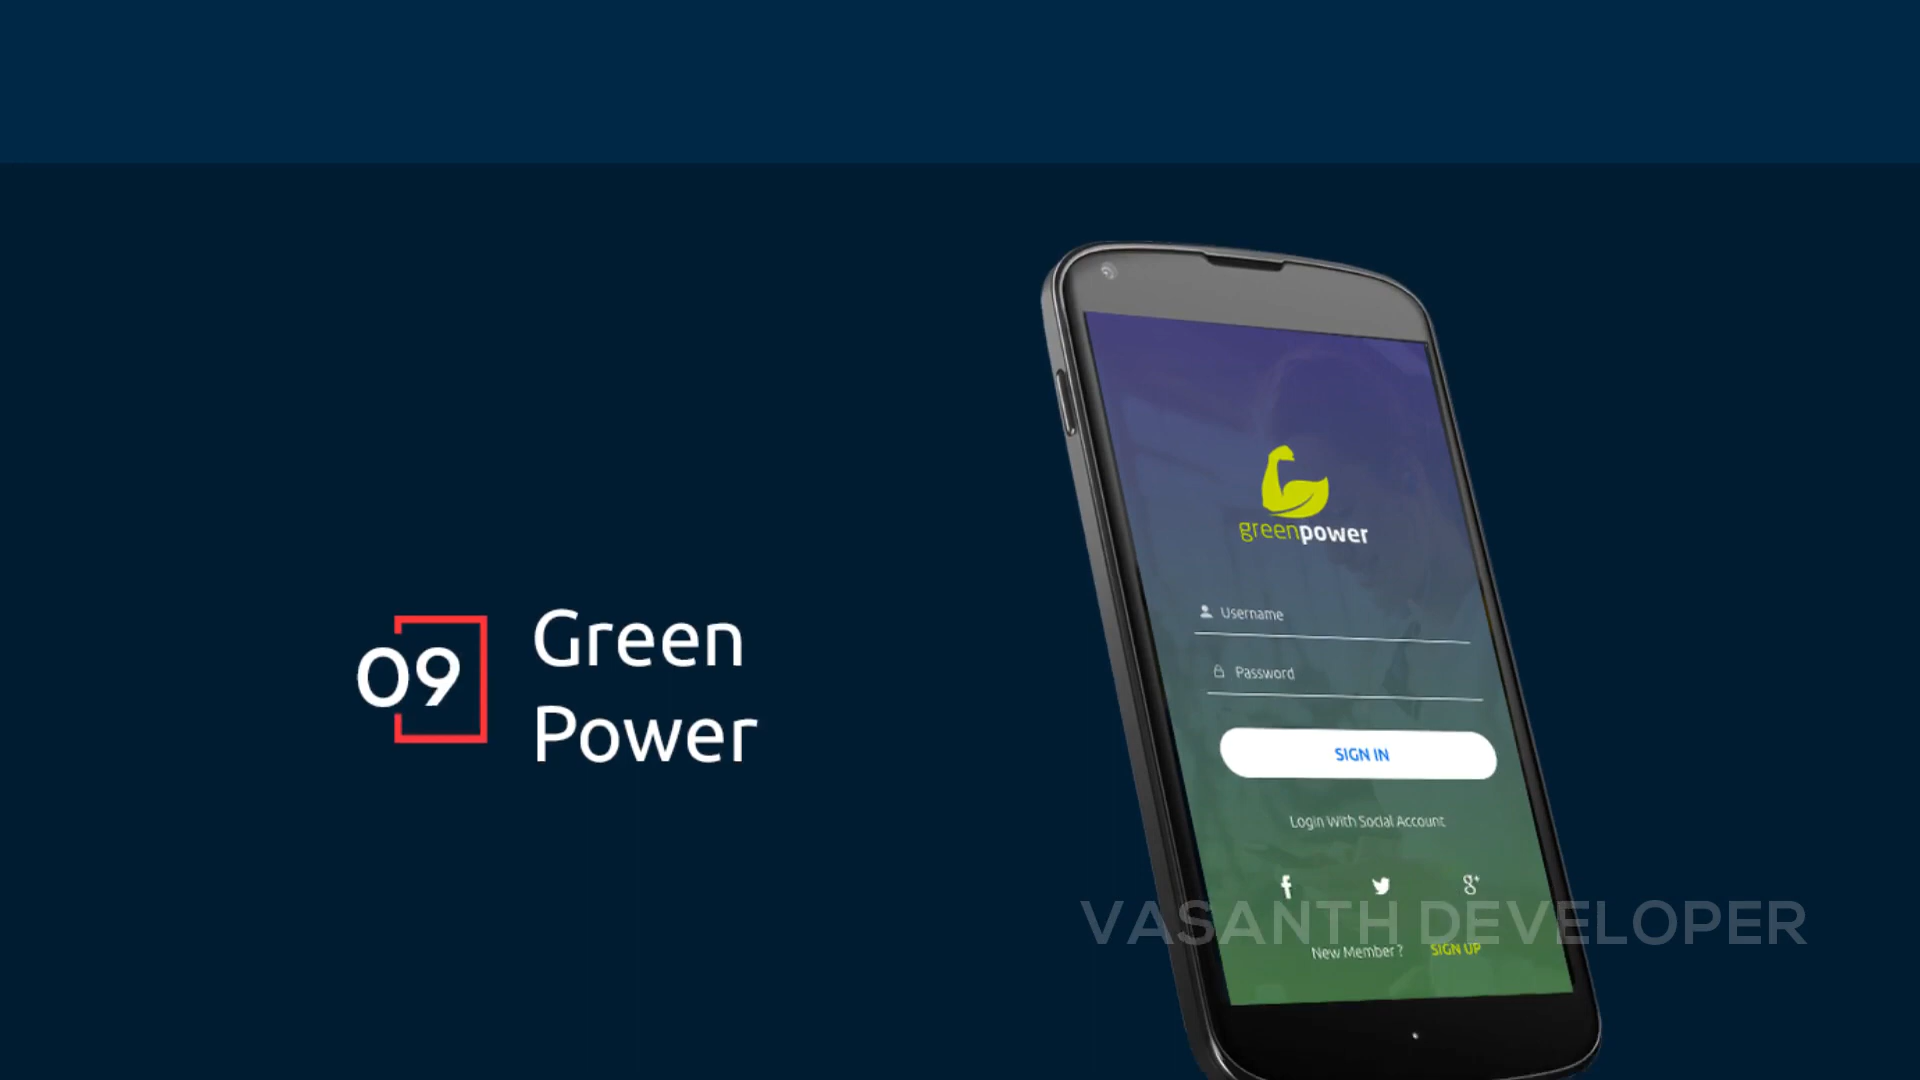 09
Green
Power
greenpower
Username
Password
SIGN IN
Login With Social Account
f
g+
New Member ? SIGN UP
VASANTH DEVELOPER